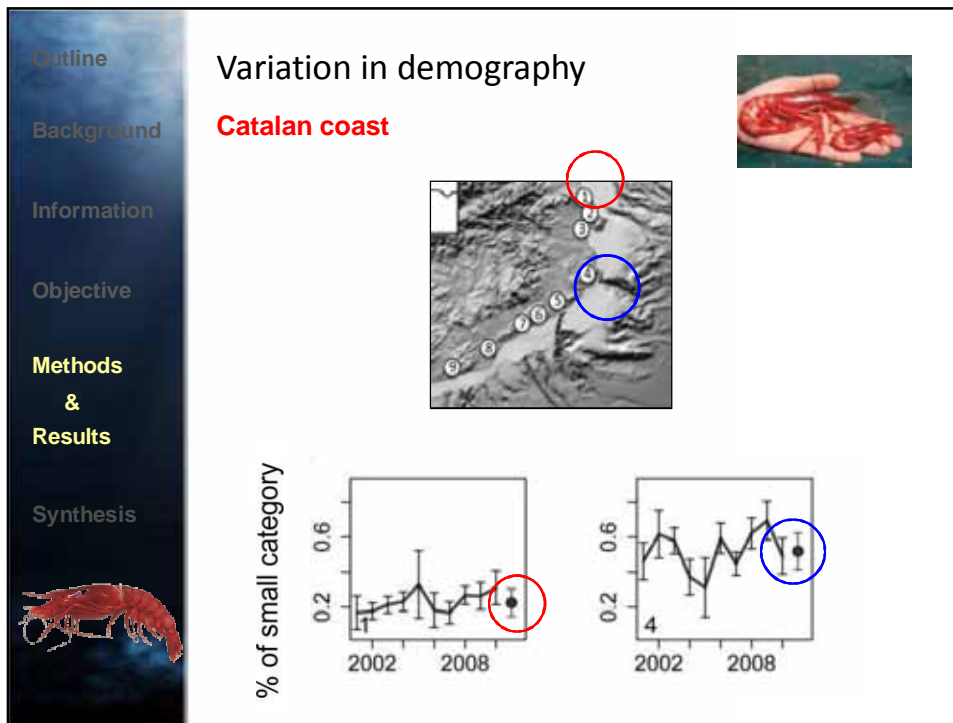 Outline
Background
Information
Objective
Methods
&
Results
Synthesis
Variation in demography
Catalan coast
1
2
3
4
5
6
7
8
9
% of small category
0.6
0.2
1
2002 2008
0.6
0.2
4
2002 2008